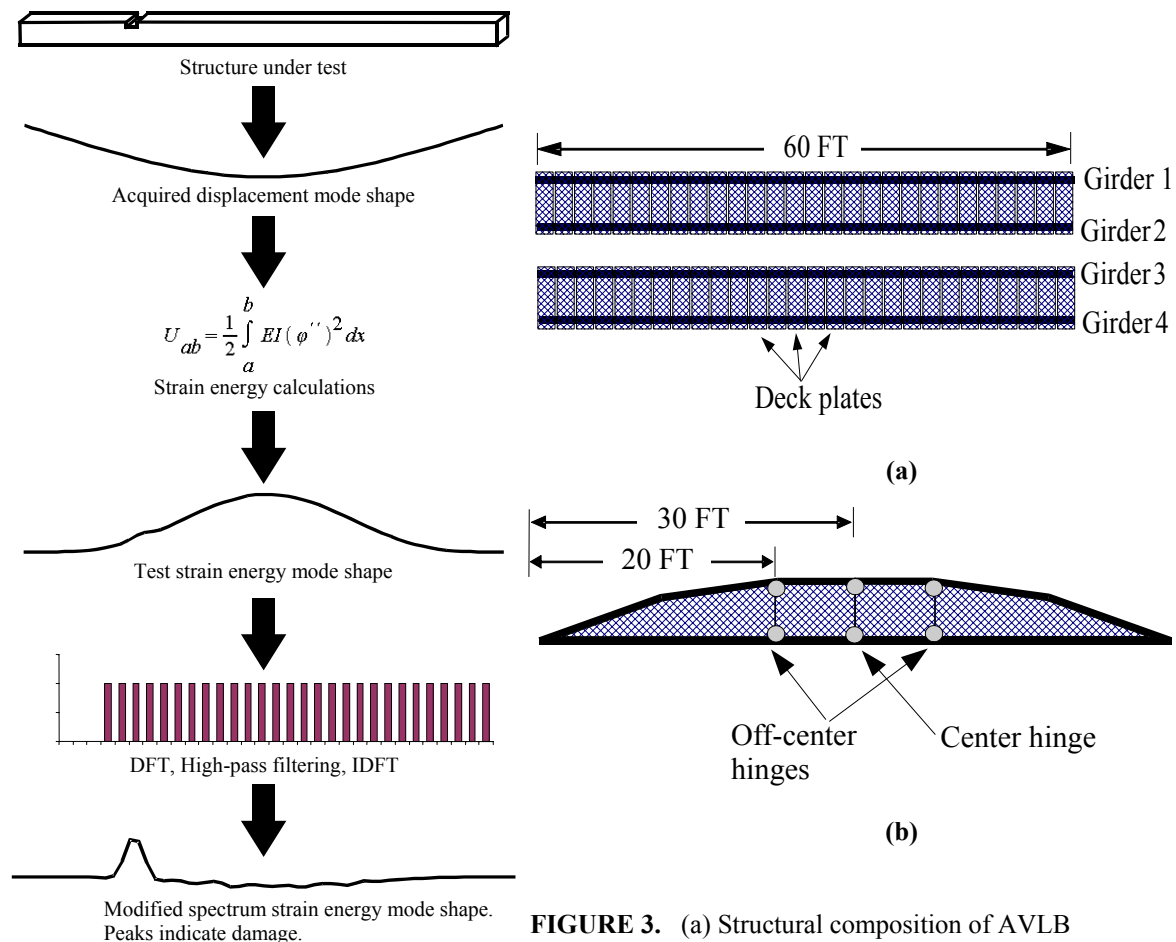 Structure under test
Acquired displacement mode shape
U_ab = 1/2 ∫_a^b EI(φ'')² dx
Strain energy calculations
Test strain energy mode shape
DFT, High-pass filtering, IDFT
Modified spectrum strain energy mode shape.
Peaks indicate damage.
60 FT
Girder 1
Girder 2
Girder 3
Girder 4
Deck plates
(a)
30 FT
20 FT
Off-center
hinges
Center hinge
(b)
FIGURE 3. (a) Structural composition of AVLB